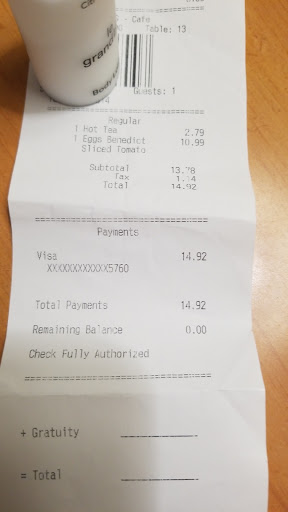 grand
Body
- Cafe
Table: 13
Guests: 1
Regular
1 Hot Tea 2.79
1 Eggs Benedict 10.99
Sliced Tomato
Subtotal 13.78
Tax 1.14
Total 14.92
Payments
Visa 14.92
XXXXXXXXXXXX5760
Total Payments 14.92
Remaining Balance 0.00
Check Fully Authorized
+ Gratuity
= Total